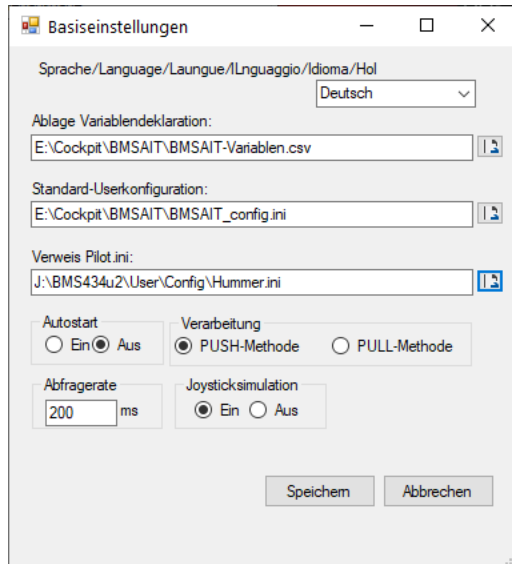 Basiseinstellungen
Sprache/Language/Laungue/lLnguaggio/Idioma/Hol
Deutsch
Ablage Variablendeklaration:
E:\Cockpit\BMSAIT\BMSAIT-Variablen.csv
Standard-Userkonfiguration:
E:\Cockpit\BMSAIT\BMSAIT_config.ini
Verweis Pilot.ini:
J:\BMS434u2\User\Config\Hummer.ini
Autostart Verarbeitung
Ein Aus PUSH-Methode PULL-Methode
Abfragerate Joysticksimulation
200 ms Ein Aus
Speichern Abbrechen